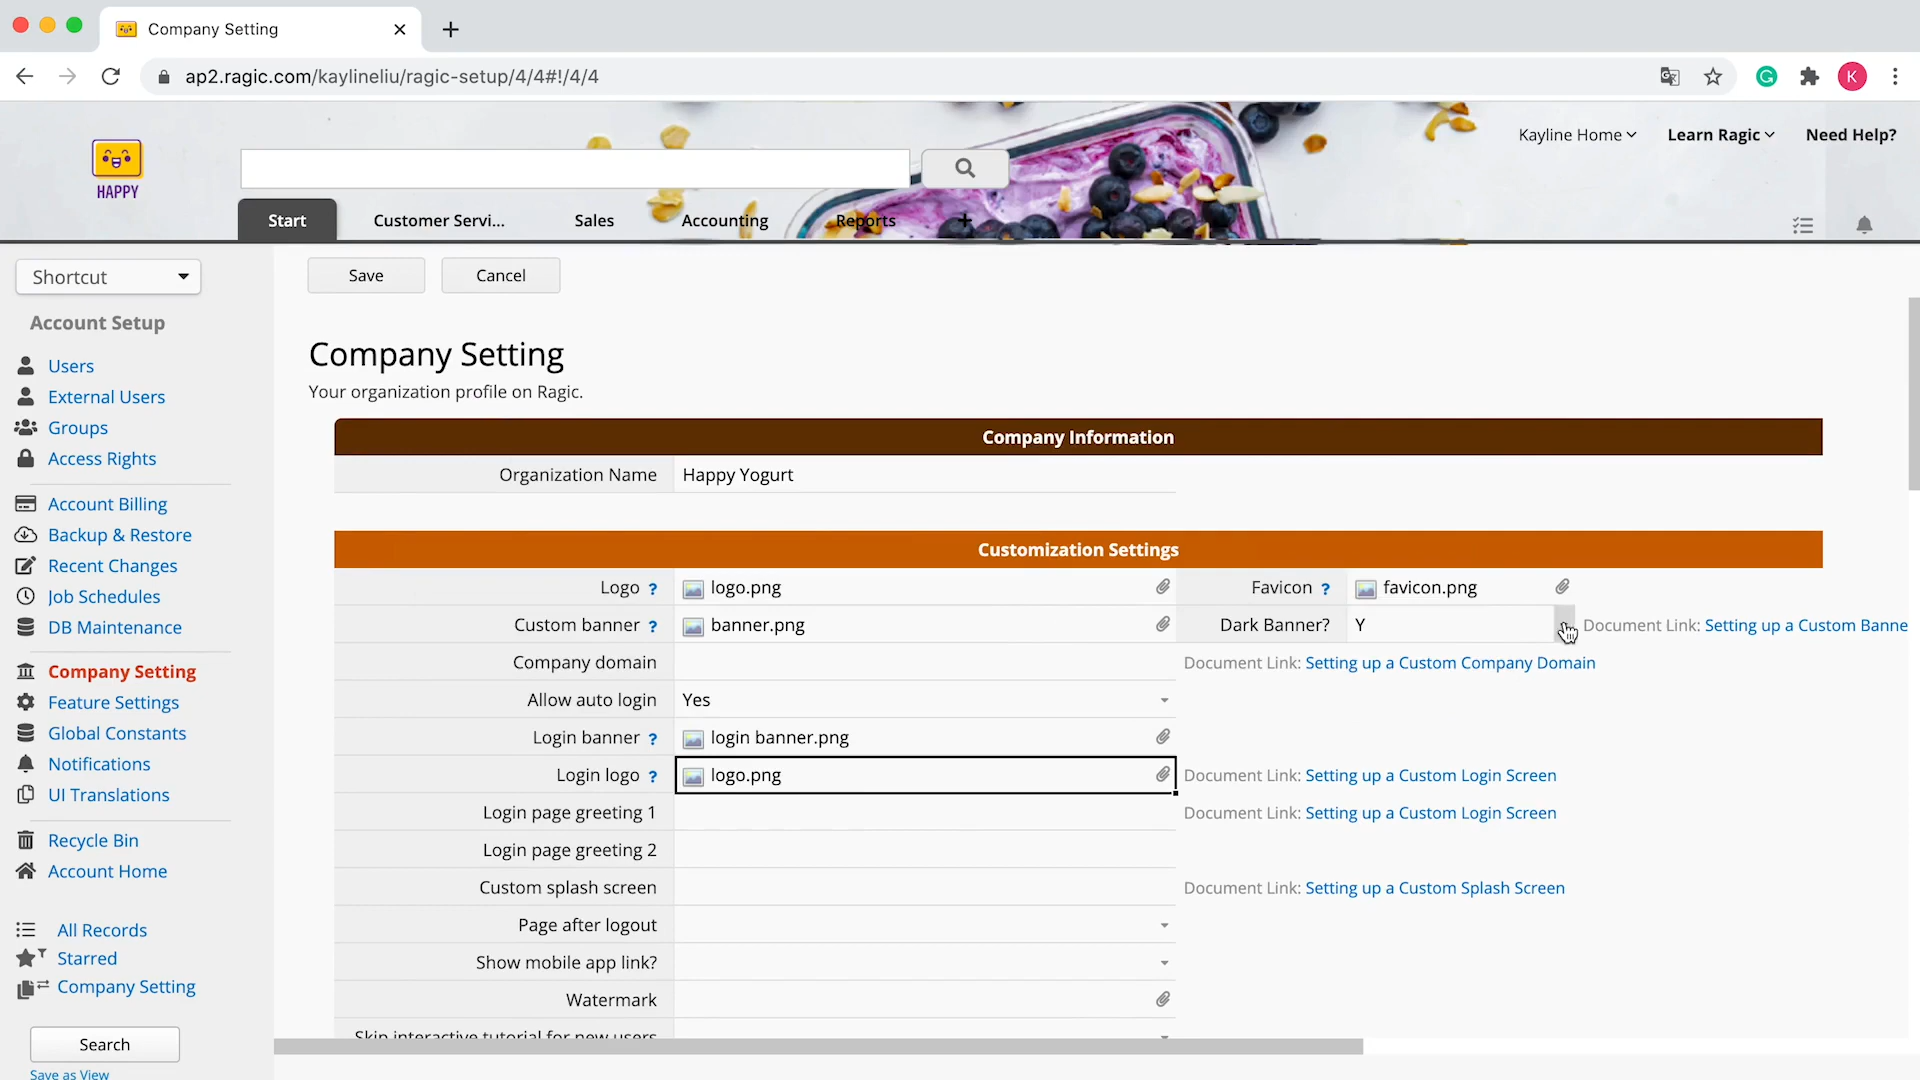 Company Setting
ap2.ragic.com/kaylineliu/ragic-setup/4/4#!/4/4
K
Kayline Home
Learn Ragic
Need Help?
HAPPY
Start
Customer Servi...
Sales
Accounting
Reports
+
Shortcut
Save
Cancel
Account Setup
Users
External Users
Groups
Access Rights
Account Billing
Backup & Restore
Recent Changes
Job Schedules
DB Maintenance
Company Setting
Feature Settings
Global Constants
Notifications
UI Translations
Recycle Bin
Account Home
All Records
Starred
Company Setting
Search
Save as View
Company Setting
Your organization profile on Ragic.
Company Information
Organization Name Happy Yogurt
Customization Settings
Logo ? logo.png Favicon ? favicon.png
Custom banner ? banner.png Dark Banner? Y Document Link: Setting up a Custom Banne
Company domain Document Link: Setting up a Custom Company Domain
Allow auto login Yes
Login banner ? login banner.png
Login logo ? logo.png Document Link: Setting up a Custom Login Screen
Login page greeting 1 Document Link: Setting up a Custom Login Screen
Login page greeting 2
Custom splash screen Document Link: Setting up a Custom Splash Screen
Page after logout
Show mobile app link?
Watermark
Skip interactive tutorial for new users